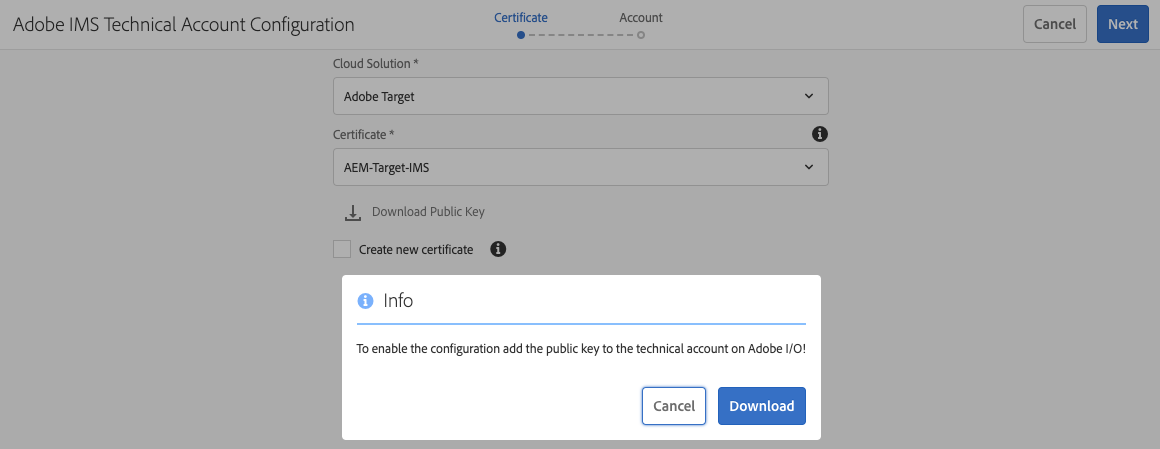 Adobe IMS Technical Account Configuration
Certificate
Account
Cancel
Next
Cloud Solution *
Adobe Target
Certificate *
AEM-Target-IMS
Download Public Key
Create new certificate
Info
To enable the configuration add the public key to the technical account on Adobe I/O!
Cancel
Download